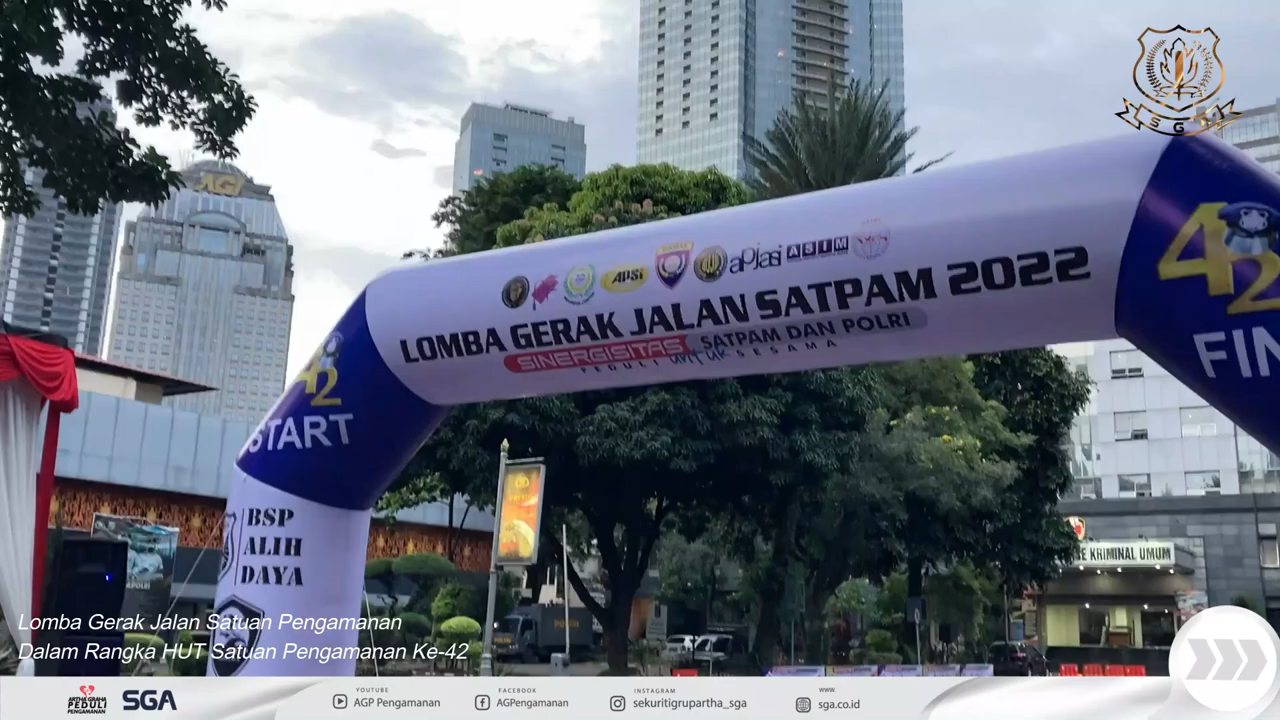 SGA
AG
APSI
apjasi
ASIM
LOMBA GERAK JALAN SATPAM 2022
SINERGISITAS SATPAM DAN POLRI
PEDULI untuk SESAMA
42
START
42
FIN
BSP
ALIH
DAYA
E KRIMINAL UMUM
Lomba Gerak Jalan Satuan Pengamanan
Dalam Rangka HUT Satuan Pengamanan Ke-42
ARTHA GRAHA
PEDULI
PENGAMANAN
SGA
YOUTUBE
AGP Pengamanan
FACEBOOK
AGPengamanan
INSTAGRAM
sekuritigrupartha_sga
WWW.
sga.co.id